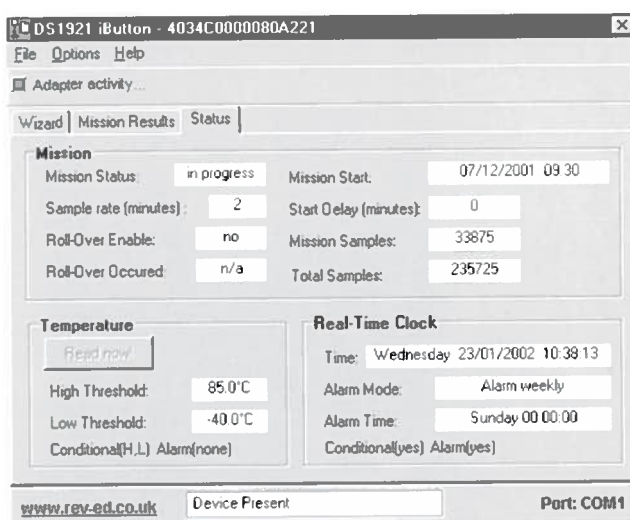 DS1921 iButton - 4034C0000080A221
File Options Help
Adapter activity...
Wizard Mission Results Status
Mission
Mission Status: in progress Mission Start: 07/12/2001 09:30
Sample rate (minutes) : 2 Start Delay (minutes): 0
Roll-Over Enable: no Mission Samples: 33875
Roll-Over Occured: n/a Total Samples: 235725
Temperature
Read now
High Threshold: 85.0°C
Low Threshold: -40.0°C
Conditional(H,L) Alarm(none)
Real-Time Clock
Time: Wednesday 23/01/2002 10:38:13
Alarm Mode: Alarm weekly
Alarm Time: Sunday 00:00:00
Conditional(yes) Alarm(yes)
www.rev-ed.co.uk Device Present Port: COM1